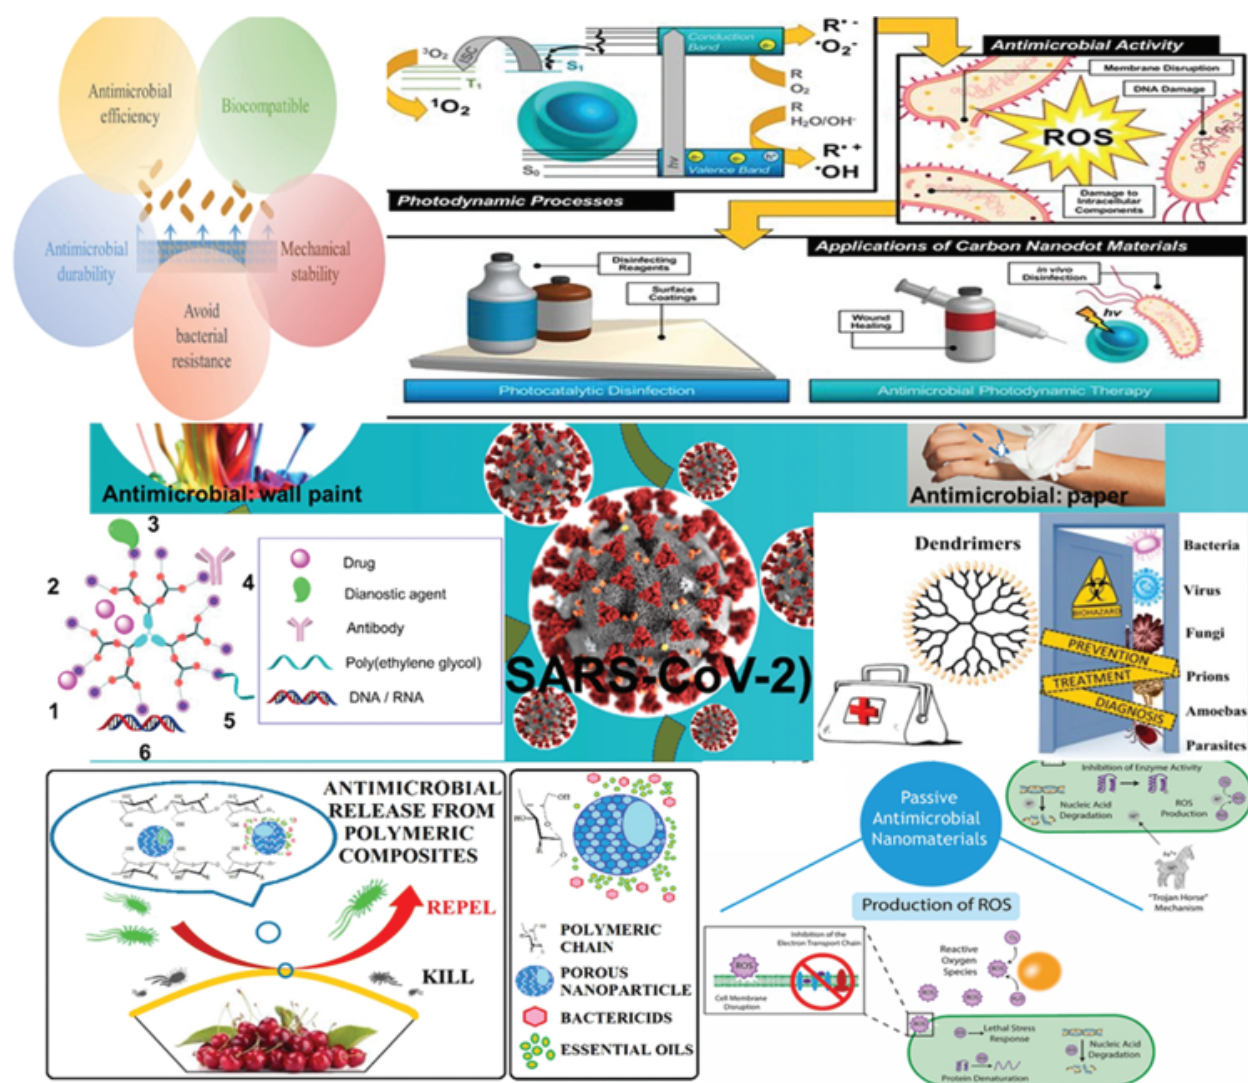 Antimicrobial
efficiency
Biocompatible
Antimicrobial
durability
Mechanical
stability
Avoid
bacterial
resistance
³O₂
ISC
T₁
¹O₂
S₁
S₀
hv
Conduction
Band
e⁻
Valence Band
e⁻
e⁻
h⁺
R•⁻
•O₂⁻
R
O₂
R
H₂O/OH⁻
R•⁺
•OH
Photodynamic Processes
Antimicrobial Activity
Membrane Disruption
DNA Damage
ROS
Damage to
Intracellular
Components
Applications of Carbon Nanodot Materials
Disinfecting
Reagents
Surface
Coatings
Photocatalytic Disinfection
Wound
Healing
in vivo
Disinfection
hv
Antimicrobial Photodynamic Therapy
Antimicrobial: wall paint
Antimicrobial: paper
SARS-CoV-2)
3
2
4
1
5
6
Drug
Dianostic agent
Antibody
Poly(ethylene glycol)
DNA / RNA
Dendrimers
BIOHAZARD
PREVENTION
TREATMENT
DIAGNOSIS
Bacteria
Virus
Fungi
Prions
Amoebas
Parasites
ANTIMICROBIAL
RELEASE FROM
POLYMERIC
COMPOSITES
REPEL
KILL
POLYMERIC
CHAIN
POROUS
NANOPARTICLE
BACTERICIDS
ESSENTIAL OILS
Passive
Antimicrobial
Nanomaterials
Inhibition of Enzyme Activity
Nucleic Acid
Degradation
ROS
Production
"Trojan Horse"
Mechanism
Production of ROS
Inhibition of the
Electron Transport Chain
ROS
Cell Membrane
Disruption
Reactive
Oxygen
Species
ROS
ROS
ROS
ROS
Lethal Stress
Response
Nucleic Acid
Degradation
Protein Denaturation